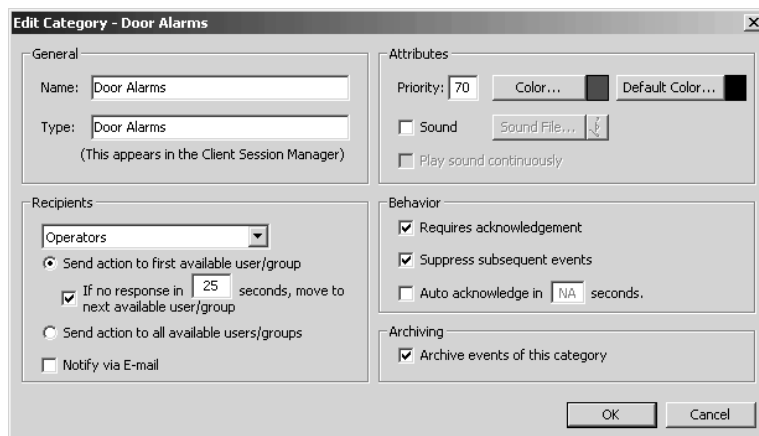 Edit Category - Door Alarms
General
Name: Door Alarms
Type: Door Alarms
(This appears in the Client Session Manager)
Attributes
Priority: 70 Color... Default Color...
Sound Sound File...
Play sound continuously
Recipients
Operators
Send action to first available user/group
If no response in 25 seconds, move to
next available user/group
Send action to all available users/groups
Notify via E-mail
Behavior
Requires acknowledgement
Suppress subsequent events
Auto acknowledge in NA seconds.
Archiving
Archive events of this category
OK Cancel